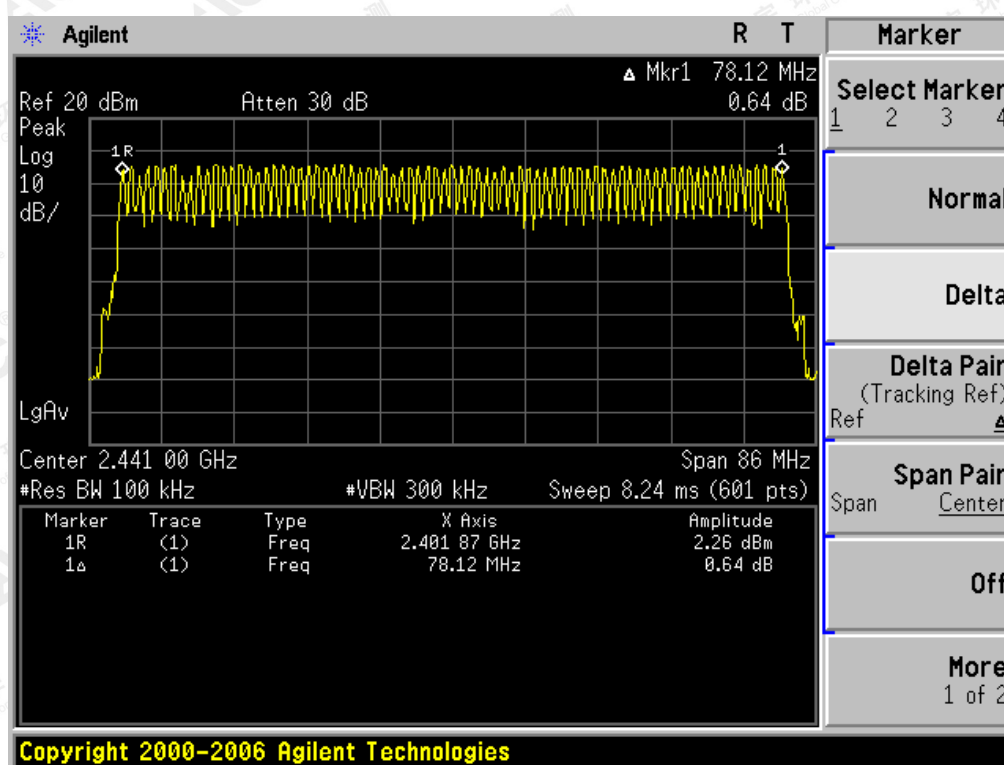 Agilent R T
Marker
Δ Mkr1 78.12 MHz
Ref 20 dBm Atten 30 dB 0.64 dB
Peak
Log
10
dB/
1R
1
LgAv
Center 2.441 00 GHz Span 86 MHz
#Res BW 100 kHz #VBW 300 kHz Sweep 8.24 ms (601 pts)
Marker Trace Type X Axis Amplitude
1R (1) Freq 2.401 87 GHz 2.26 dBm
1Δ (1) Freq 78.12 MHz 0.64 dB
Select Marker
1 2 3 4
Normal
Delta
Delta Pair
(Tracking Ref)
Ref Δ
Span Pair
Span Center
Off
More
1 of 2
Copyright 2000-2006 Agilent Technologies